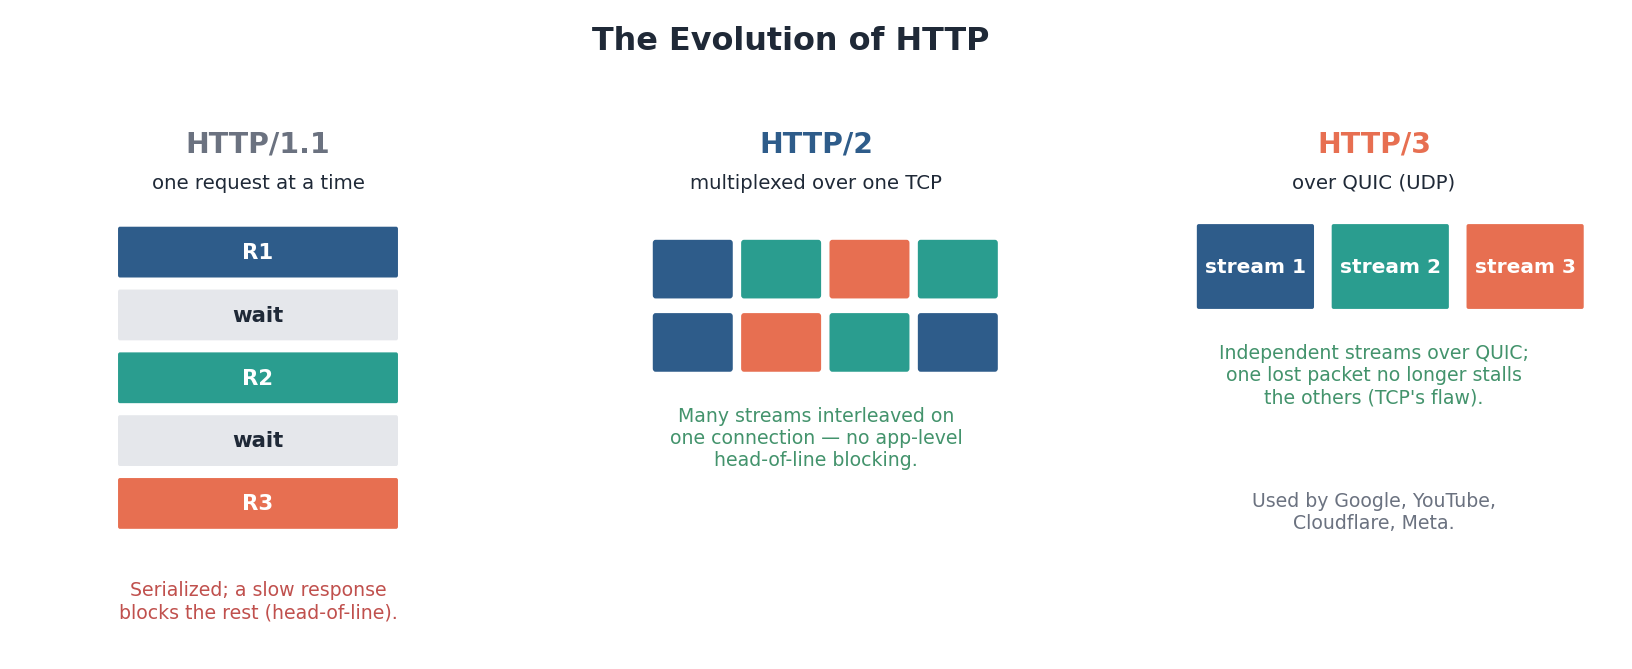 The Evolution of HTTP
HTTP/1.1
one request at a time
R1
wait
R2
wait
R3
Serialized; a slow response
blocks the rest (head-of-line).
HTTP/2
multiplexed over one TCP
Many streams interleaved on
one connection — no app-level
head-of-line blocking.
HTTP/3
over QUIC (UDP)
stream 1
stream 2
stream 3
Independent streams over QUIC;
one lost packet no longer stalls
the others (TCP's flaw).
Used by Google, YouTube,
Cloudflare, Meta.